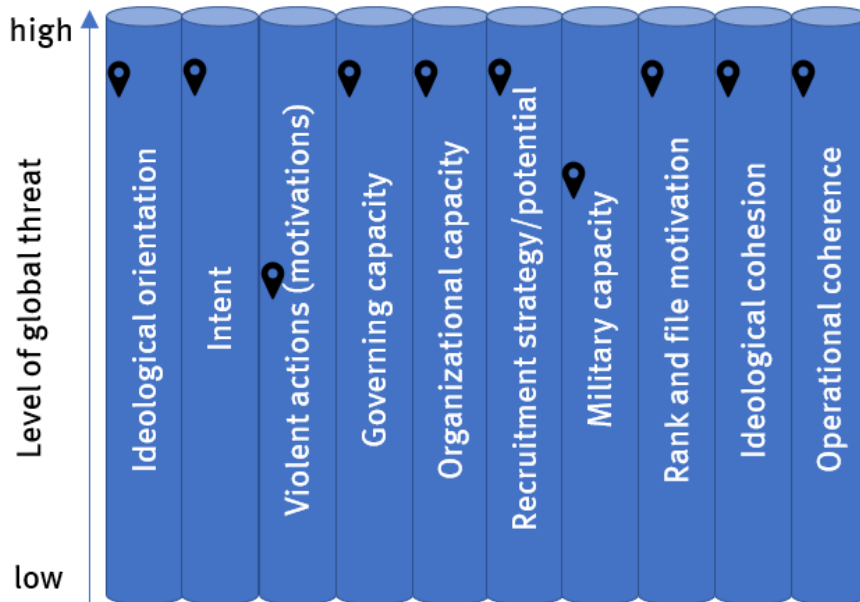 high
Level of global threat
low
Ideological orientation
Intent
Violent actions (motivations)
Governing capacity
Organizational capacity
Recruitment strategy/potential
Military capacity
Rank and file motivation
Ideological cohesion
Operational coherence